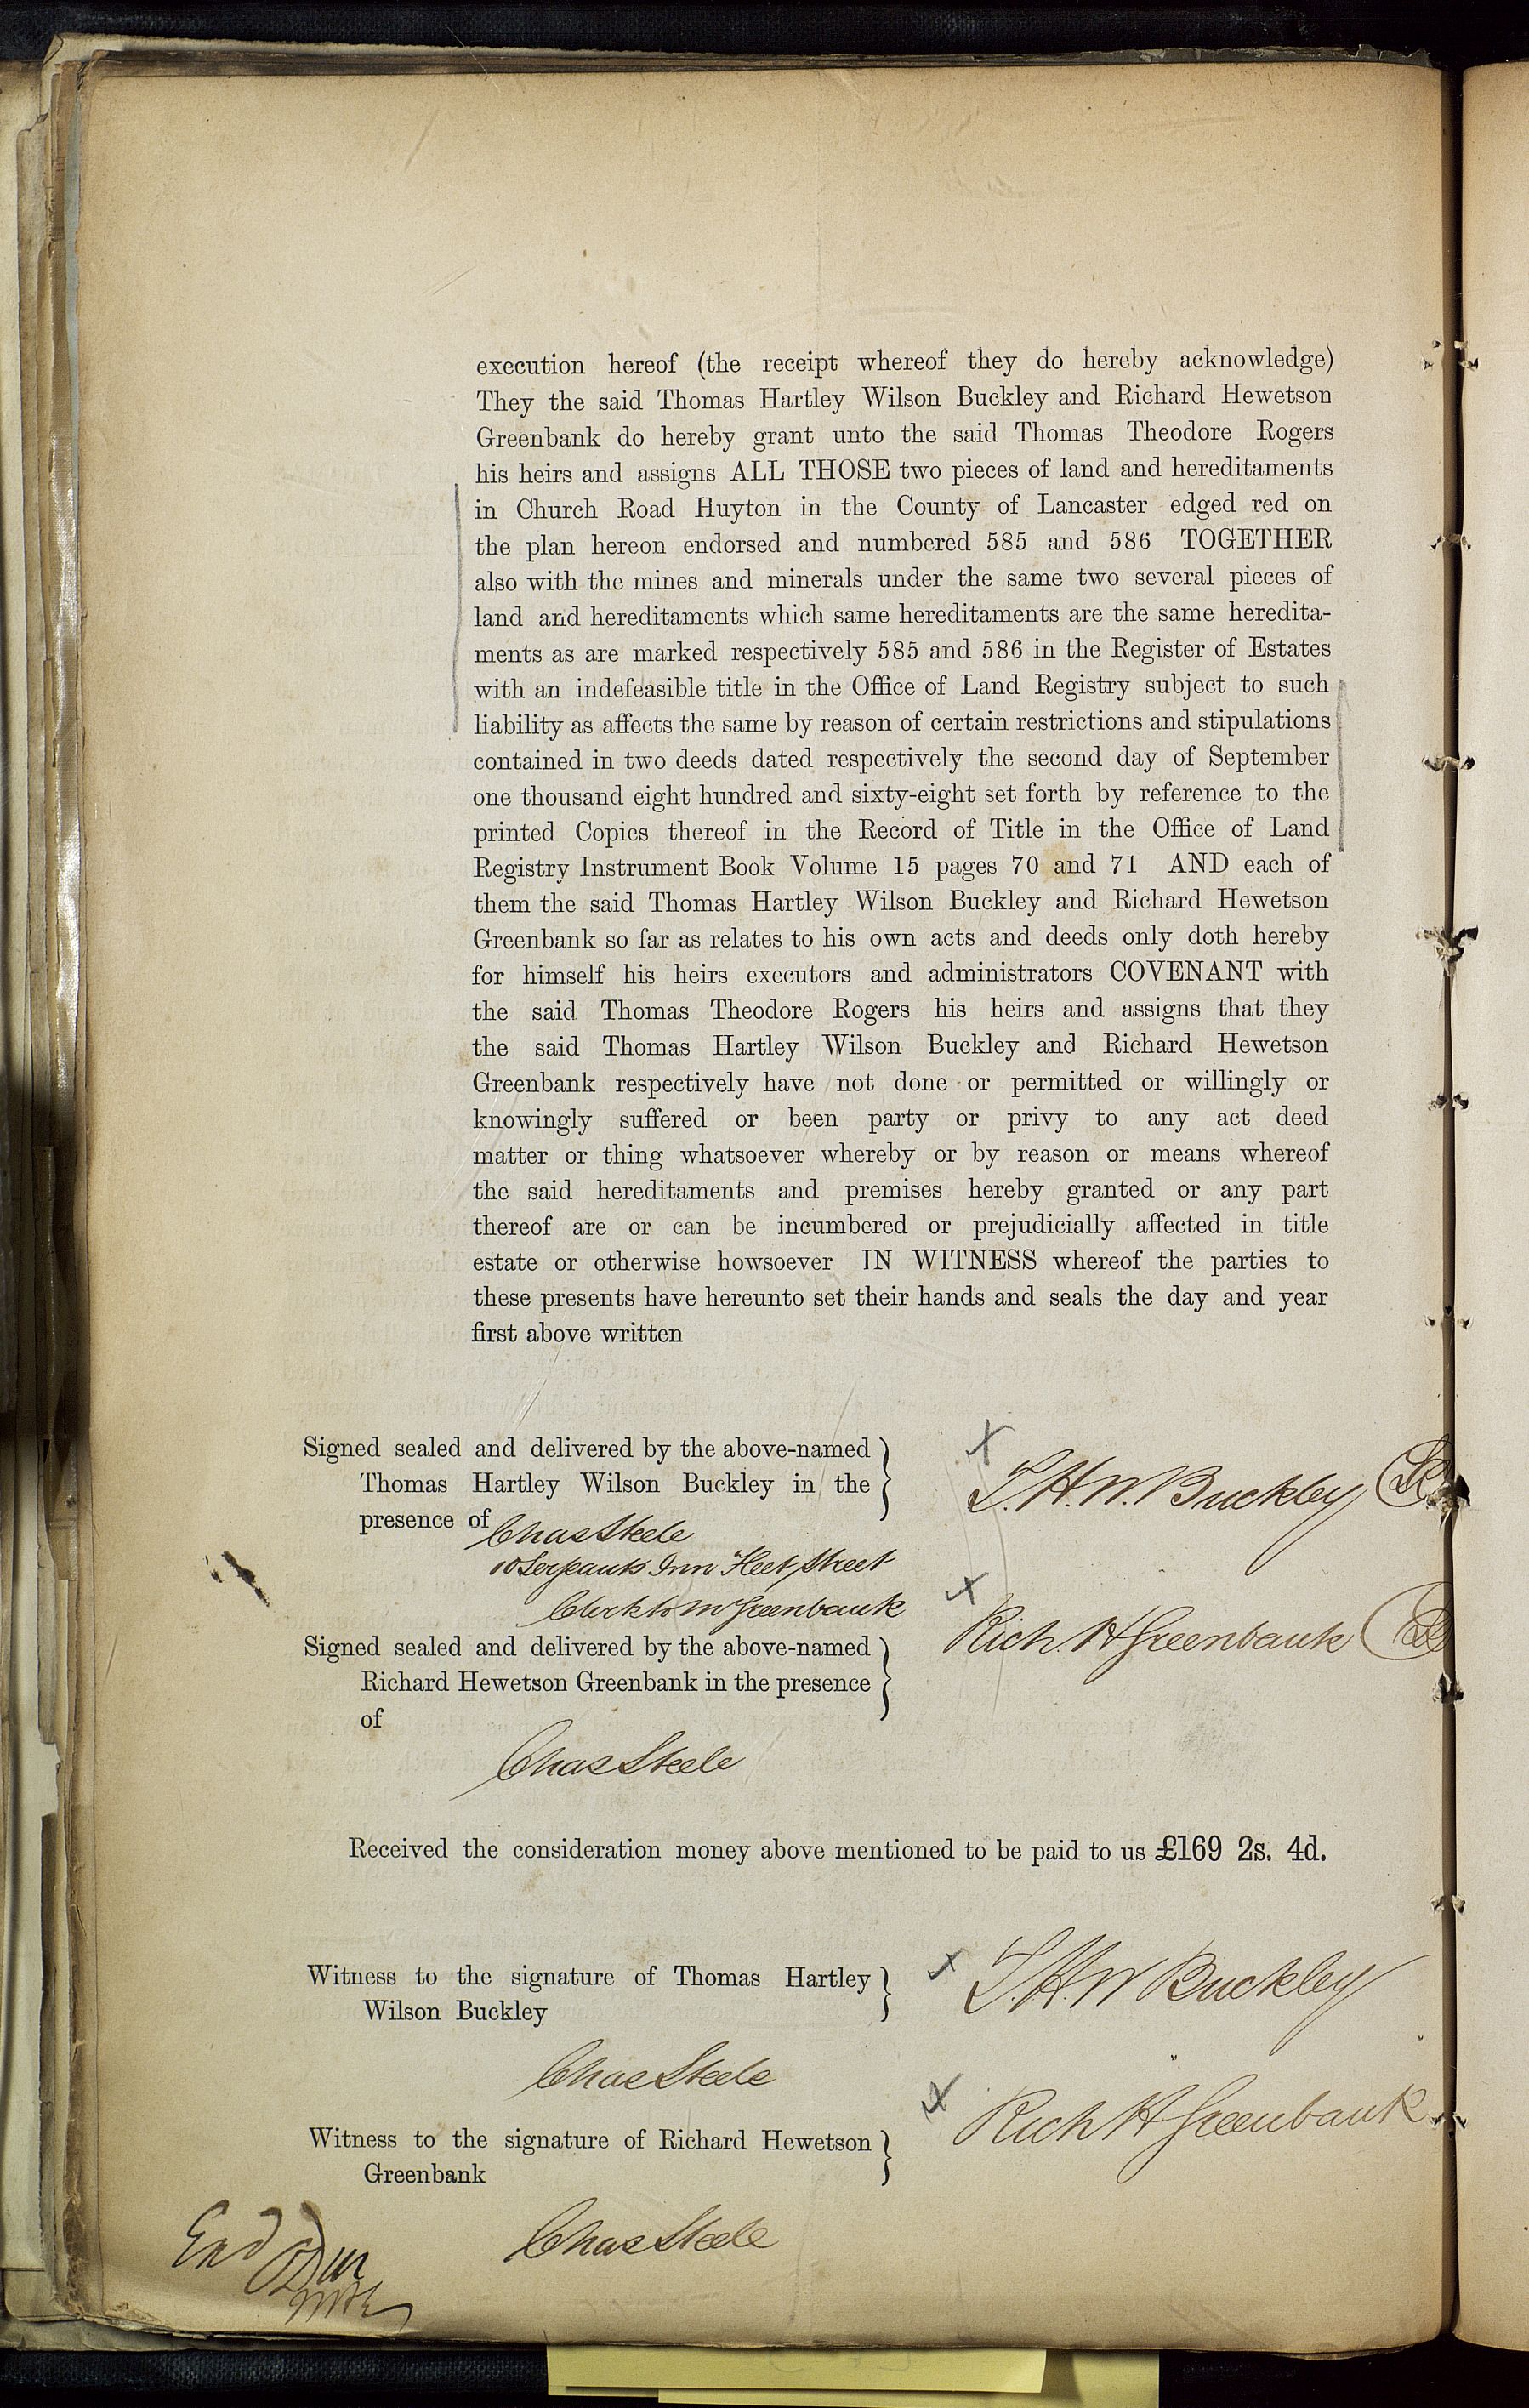 execution hereof (the receipt whereof they do hereby acknowledge)
They the said Thomas Hartley Wilson Buckley and Richard Hewetson
Greenbank do hereby grant unto the said Thomas Theodore Rogers
his heirs and assigns ALL THOSE two pieces of land and hereditaments
in Church Road Huyton in the County of Lancaster edged red on
the plan hereon endorsed and numbered 585 and 586 TOGETHER
also with the mines and minerals under the same two several pieces of
land and hereditaments which same hereditaments are the same heredita-
ments as are marked respectively 585 and 586 in the Register of Estates
with an indefeasible title in the Office of Land Registry subject to such
liability as affects the same by reason of certain restrictions and stipulations
contained in two deeds dated respectively the second day of September
one thousand eight hundred and sixty-eight set forth by reference to the
printed Copies thereof in the Record of Title in the Office of Land
Registry Instrument Book Volume 15 pages 70 and 71 AND each of
them the said Thomas Hartley Wilson Buckley and Richard Hewetson
Greenbank so far as relates to his own acts and deeds only doth hereby
for himself his heirs executors and administrators COVENANT with
the said Thomas Theodore Rogers his heirs and assigns that they
the said Thomas Hartley Wilson Buckley and Richard Hewetson
Greenbank respectively have not done or permitted or willingly or
knowingly suffered or been party or privy to any act deed
matter or thing whatsoever whereby or by reason or means whereof
the said hereditaments and premises hereby granted or any part
thereof are or can be incumbered or prejudicially affected in title
estate or otherwise howsoever IN WITNESS whereof the parties to
these presents have hereunto set their hands and seals the day and year
first above written
Signed sealed and delivered by the above-named
Thomas Hartley Wilson Buckley in the
presence of
T. H. W. Buckley
Chas Steele
10 Serjeants Inn Fleet Street
Clerk to Mr Greenbank
Rich. H Greenbank
Signed sealed and delivered by the above-named
Richard Hewetson Greenbank in the presence
of
Chas Steele
Received the consideration money above mentioned to be paid to us £169 2s. 4d.
Witness to the signature of Thomas Hartley
Wilson Buckley
T. H. W Buckley
Chas Steele
Witness to the signature of Richard Hewetson
Greenbank
Rich H Greenbank
Chas Steele
End